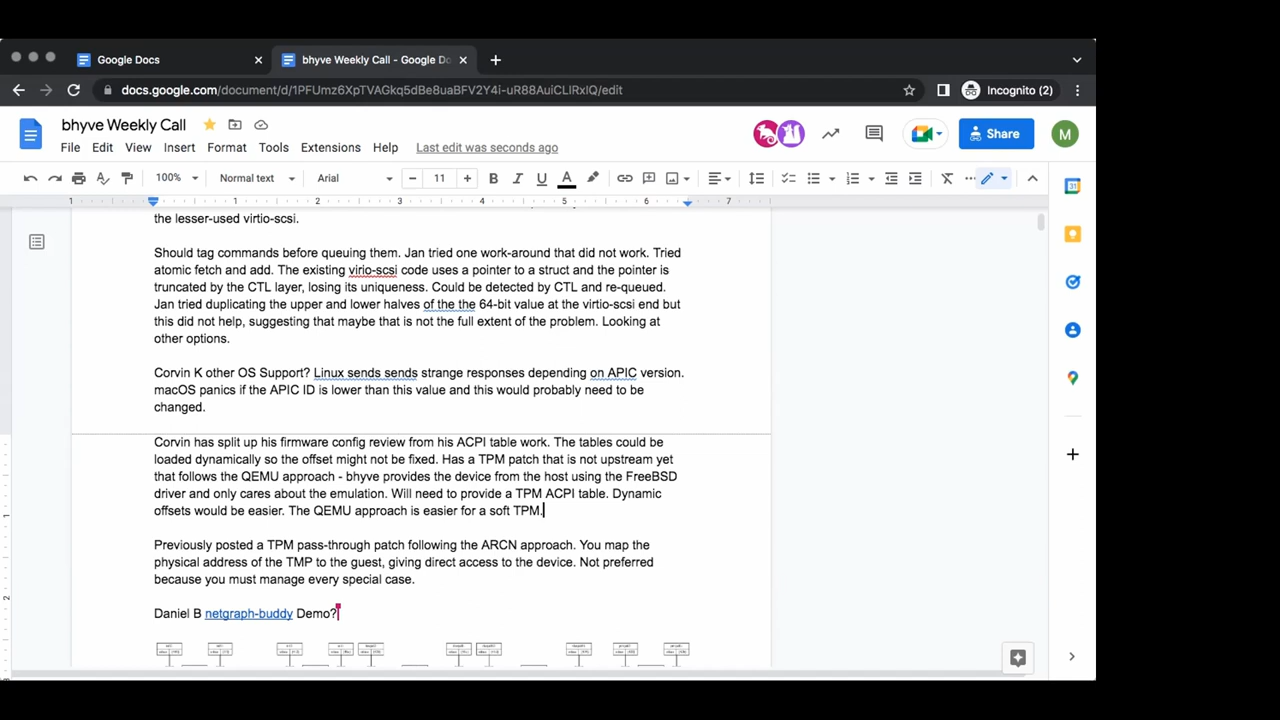 Google Docs
bhyve Weekly Call - Google Do
docs.google.com/document/d/1PFUmz6XpTVAGkq5dBe8uaBFV2Y4i-uR88AuiCLIRxIQ/edit
Incognito (2)
bhyve Weekly Call
Share
M
File Edit View Insert Format Tools Extensions Help Last edit was seconds ago
100% Normal text Arial 11
1 1 2 3 4 5 6 7
the lesser-used virtio-scsi.
Should tag commands before queuing them. Jan tried one work-around that did not work. Tried
atomic fetch and add. The existing virio-scsi code uses a pointer to a struct and the pointer is
truncated by the CTL layer, losing its uniqueness. Could be detected by CTL and re-queued.
Jan tried duplicating the upper and lower halves of the the 64-bit value at the virtio-scsi end but
this did not help, suggesting that maybe that is not the full extent of the problem. Looking at
other options.
Corvin K other OS Support? Linux sends sends strange responses depending on APIC version.
macOS panics if the APIC ID is lower than this value and this would probably need to be
changed.
Corvin has split up his firmware config review from his ACPI table work. The tables could be
loaded dynamically so the offset might not be fixed. Has a TPM patch that is not upstream yet
that follows the QEMU approach - bhyve provides the device from the host using the FreeBSD
driver and only cares about the emulation. Will need to provide a TPM ACPI table. Dynamic
offsets would be easier. The QEMU approach is easier for a soft TPM.
Previously posted a TPM pass-through patch following the ARCN approach. You map the
physical address of the TMP to the guest, giving direct access to the device. Not preferred
because you must manage every special case.
Daniel B netgraph-buddy Demo?